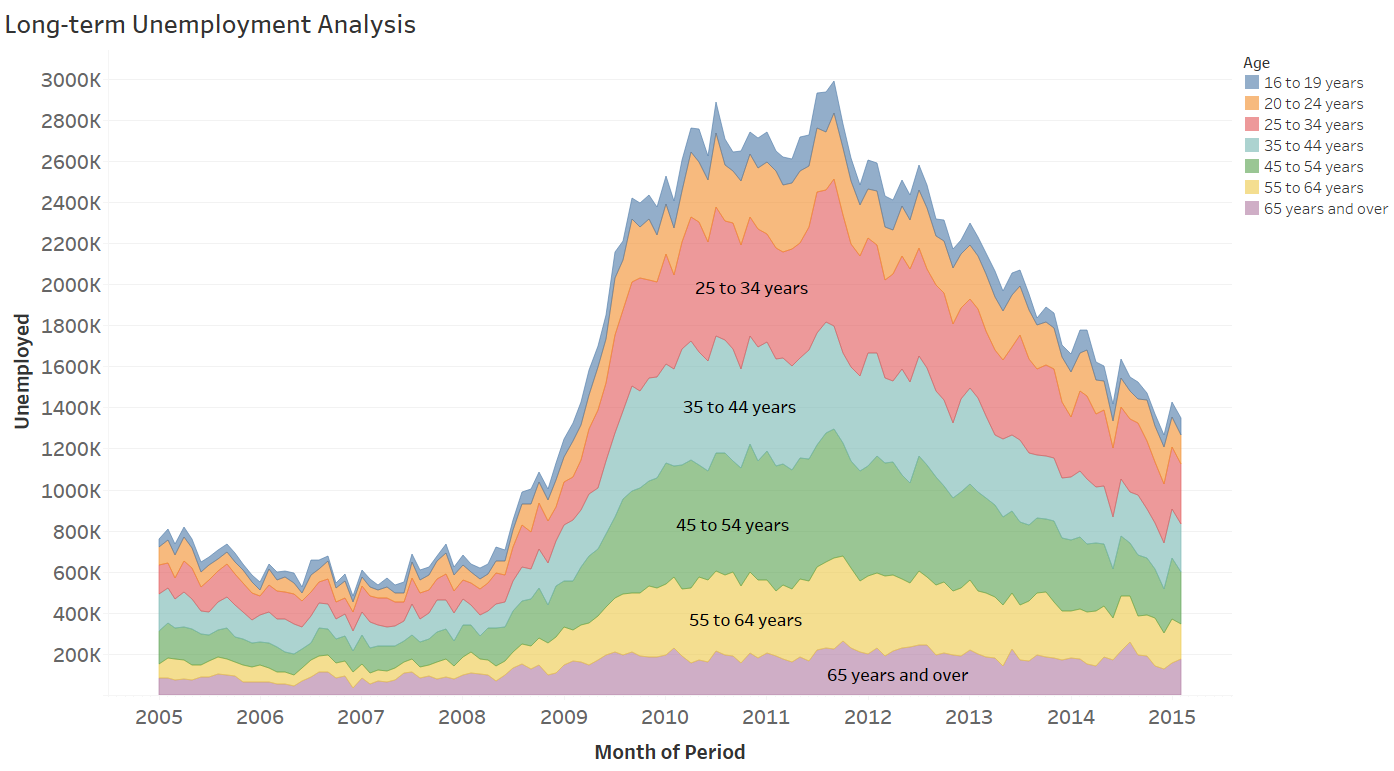 Long-term Unemployment Analysis
Age
16 to 19 years
20 to 24 years
25 to 34 years
35 to 44 years
45 to 54 years
55 to 64 years
65 years and over
Unemployed
3000K
2800K
2600K
2400K
2200K
2000K
1800K
1600K
1400K
1200K
1000K
800K
600K
400K
200K
25 to 34 years
35 to 44 years
45 to 54 years
55 to 64 years
65 years and over
2005 2006 2007 2008 2009 2010 2011 2012 2013 2014 2015
Month of Period